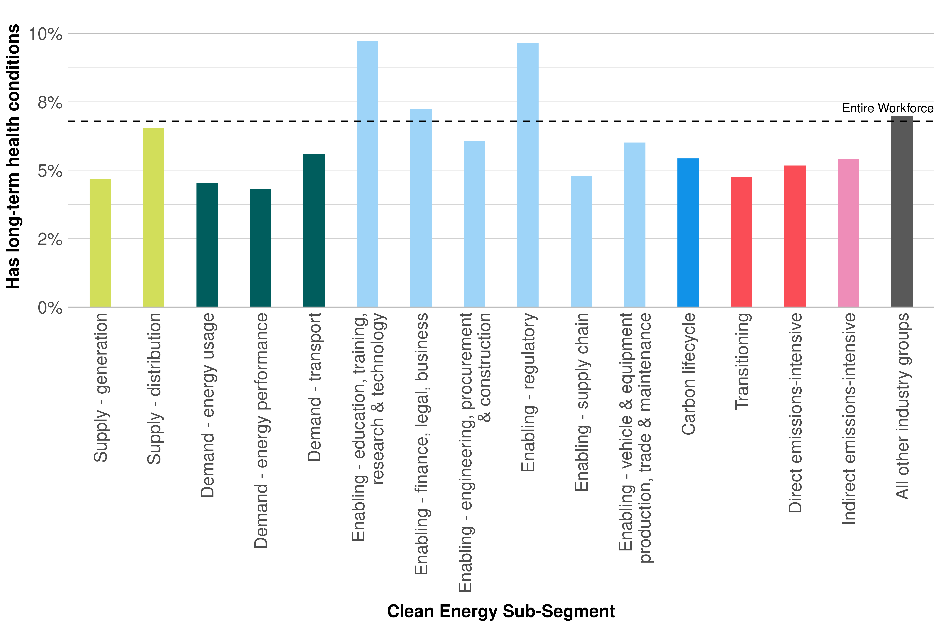 Has long-term health conditions
10%
8%
5%
2%
0%
Entire Workforce
Supply - generation
Supply - distribution
Demand - energy usage
Demand - energy performance
Demand - transport
Enabling - education, training,
research & technology
Enabling - finance, legal, business
Enabling - engineering, procurement
& construction
Enabling - regulatory
Enabling - supply chain
Enabling - vehicle & equipment
production, trade & maintenance
Carbon lifecycle
Transitioning
Direct emissions-intensive
Indirect emissions-intensive
All other industry groups
Clean Energy Sub-Segment